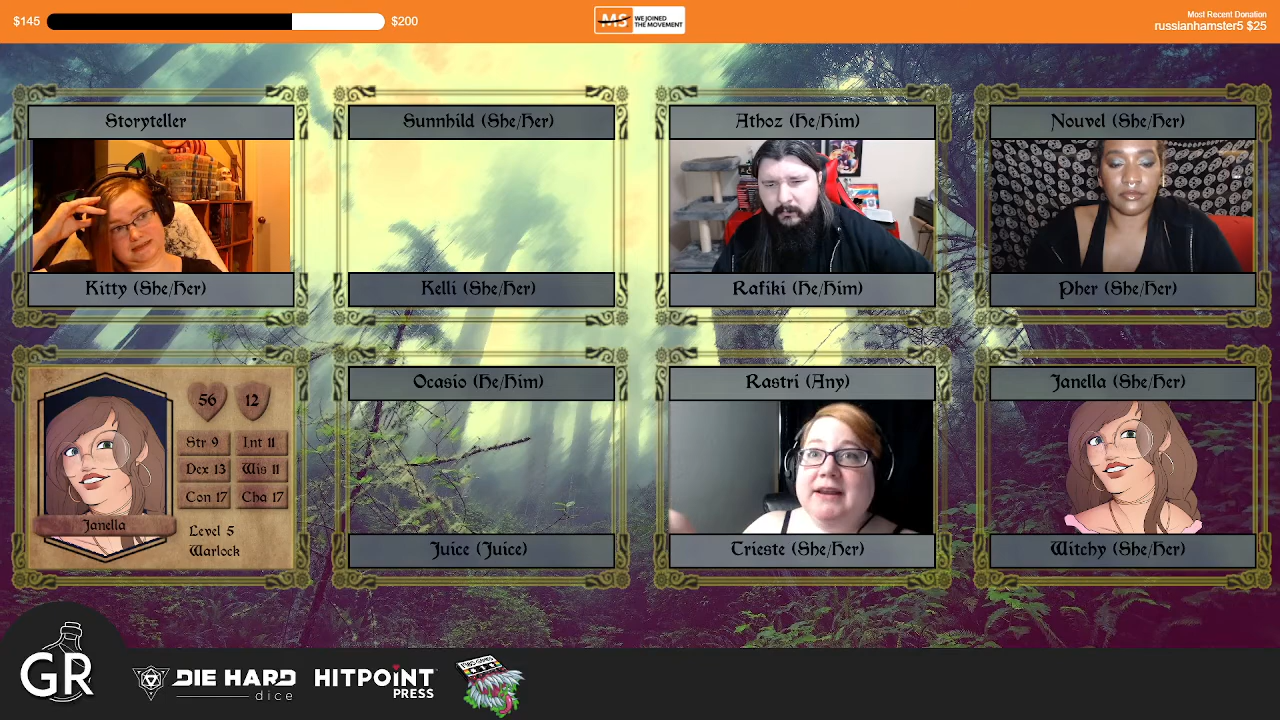 $145
$200
MS
WE JOINED
THE MOVEMENT
Most Recent Donation
russianhamster5 $25
Storyteller
Sunnhild (She/Her)
Athoz (He/Him)
Nouvel (She/Her)
Kitty (She/Her)
Kelli (She/Her)
Rafiki (He/Him)
Pher (She/Her)
56
12
Str 9
Int 11
Dex 13
Wis 11
Con 17
Cha 17
Janella
Level 5
Warlock
Ocasio (He/Him)
Rastri (Any)
Janella (She/Her)
Juice (Juice)
Trieste (She/Her)
Witchy (She/Her)
GR
DIE HARD
dice
HITPOINT
PRESS